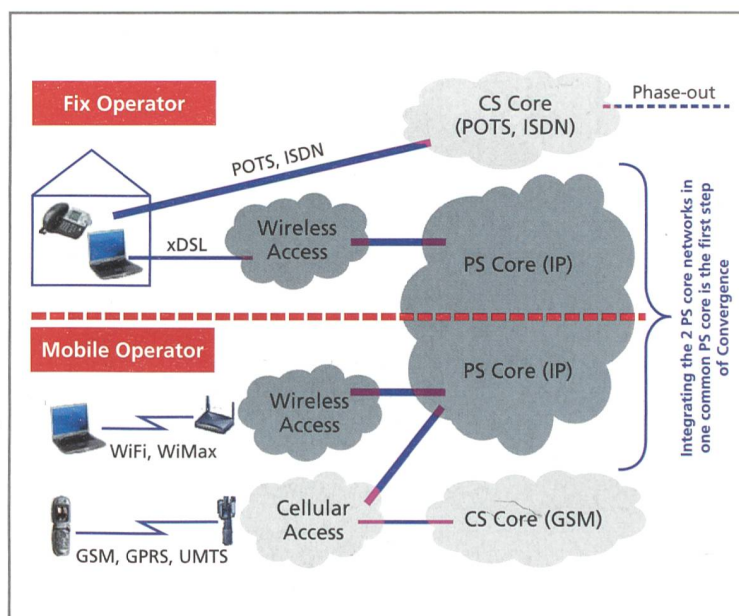 Fix Operator
CS Core
(POTS, ISDN)
Phase-out
POTS, ISDN
xDSL
Wireless
Access
PS Core (IP)
Mobile Operator
PS Core (IP)
Wireless
Access
WiFi, WiMax
Cellular
Access
CS Core (GSM)
GSM, GPRS, UMTS
Integrating the 2 PS core networks in
one common PS core is the first step
of Convergence